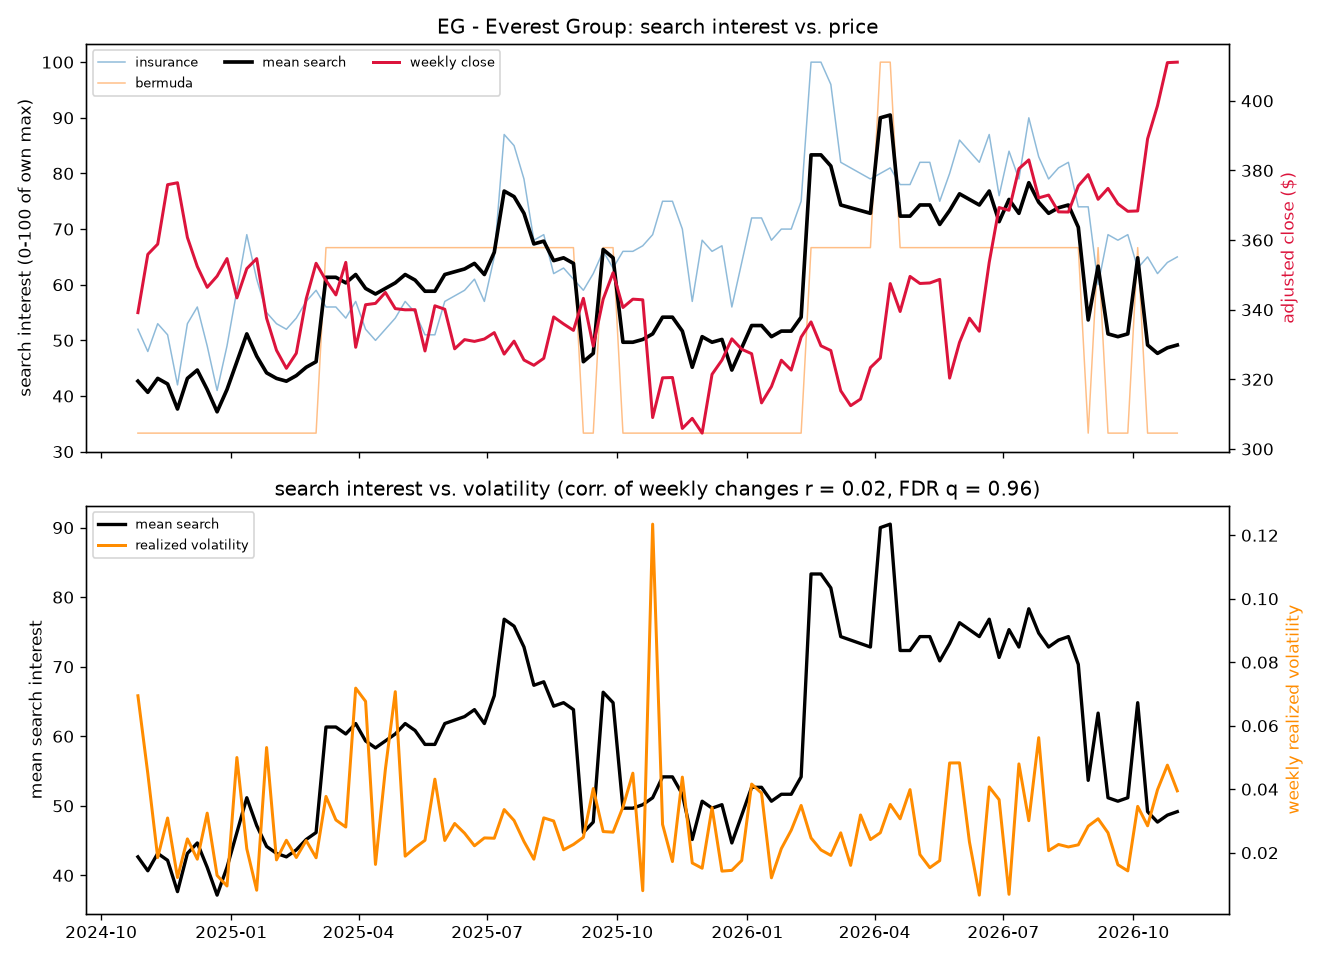 EG - Everest Group: search interest vs. price
insurance
bermuda
mean search
weekly close
search interest (0-100 of own max)
100
90
80
70
60
50
40
30
adjusted close ($)
400
380
360
340
320
300
search interest vs. volatility (corr. of weekly changes r = 0.02, FDR q = 0.96)
mean search
realized volatility
mean search interest
90
80
70
60
50
40
weekly realized volatility
0.12
0.10
0.08
0.06
0.04
0.02
2024-10
2025-01
2025-04
2025-07
2025-10
2026-01
2026-04
2026-07
2026-10